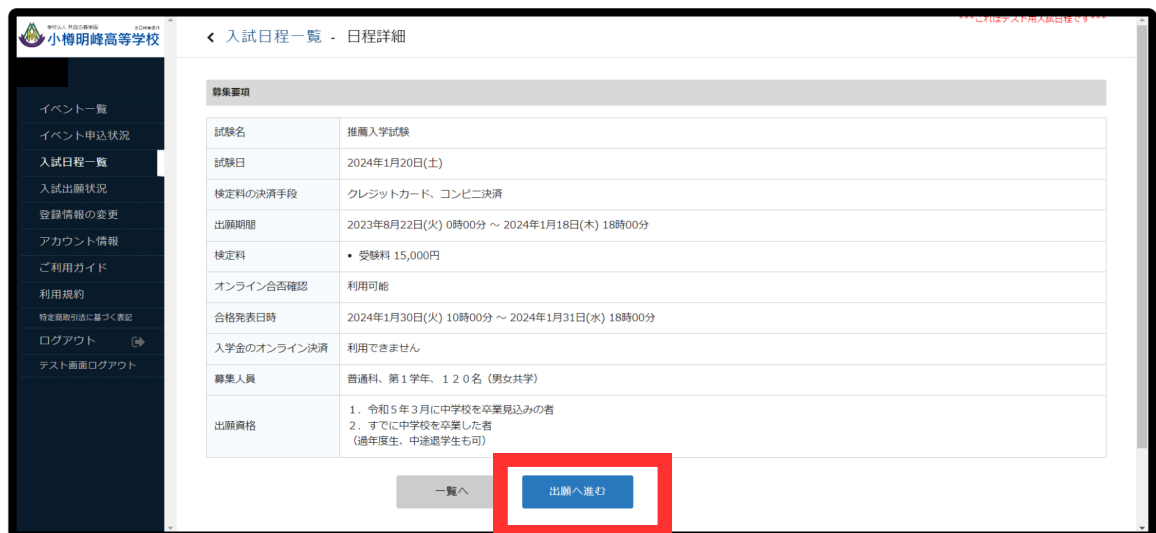 ***これはテスト用入試日程です***
小樽明峰高等学校
入試日程一覧 - 日程詳細
イベント一覧
イベント申込状況
入試日程一覧
入試出願状況
登録情報の変更
アカウント情報
ご利用ガイド
利用規約
特定商取引法に基づく表記
ログアウト
テスト画面ログアウト
募集要項
試験名 推薦入学試験
試験日 2024年1月20日(土)
検定料の決済手段 クレジットカード、コンビニ決済
出願期間 2023年8月22日(火) 0時00分 ~ 2024年1月18日(木) 18時00分
検定料 • 受験料 15,000円
オンライン合否確認 利用可能
合格発表日時 2024年1月30日(火) 10時00分 ~ 2024年1月31日(水) 18時00分
入学金のオンライン決済 利用できません
募集人員 普通科、第1学年、120名(男女共学)
出願資格
1.令和5年3月に中学校を卒業見込みの者
2.すでに中学校を卒業した者
(過年度生、中途退学生も可)
一覧へ
出願へ進む